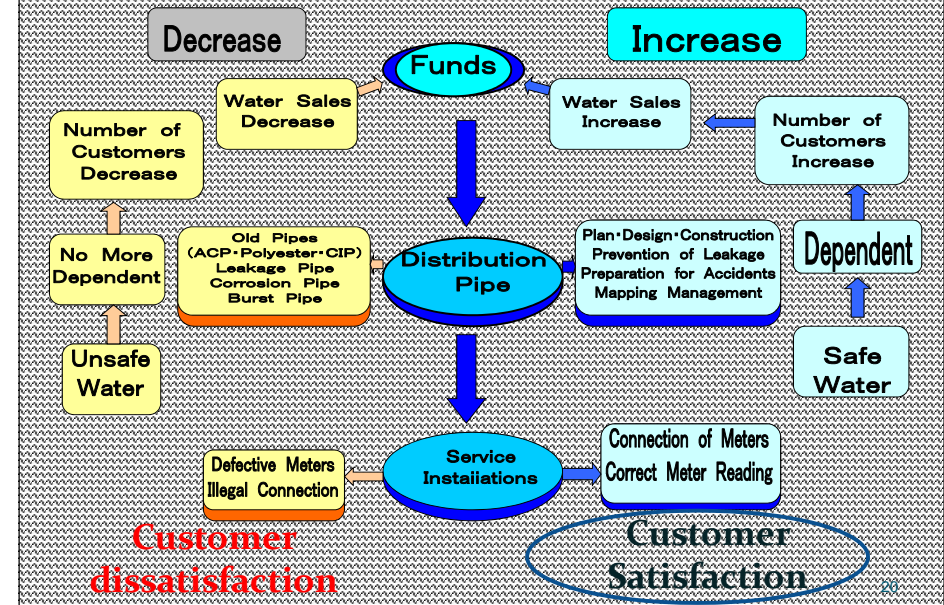 Decrease
Increase
Funds
Water Sales
Decrease
Water Sales
Increase
Number of
Customers
Decrease
Number of
Customers
Increase
No More
Dependent
Old Pipes
(ACP・Polyester・CIP)
Leakage Pipe
Corrosion Pipe
Burst Pipe
Distribution
Pipe
Plan・Design・Construction
Prevention of Leakage
Preparation for Accidents
Mapping Management
Dependent
Unsafe
Water
Safe
Water
Defective Meters
Illegal Connection
Service
Instaiiations
Connection of Meters
Correct Meter Reading
Customer
dissatisfaction
Customer
Satisfaction
20